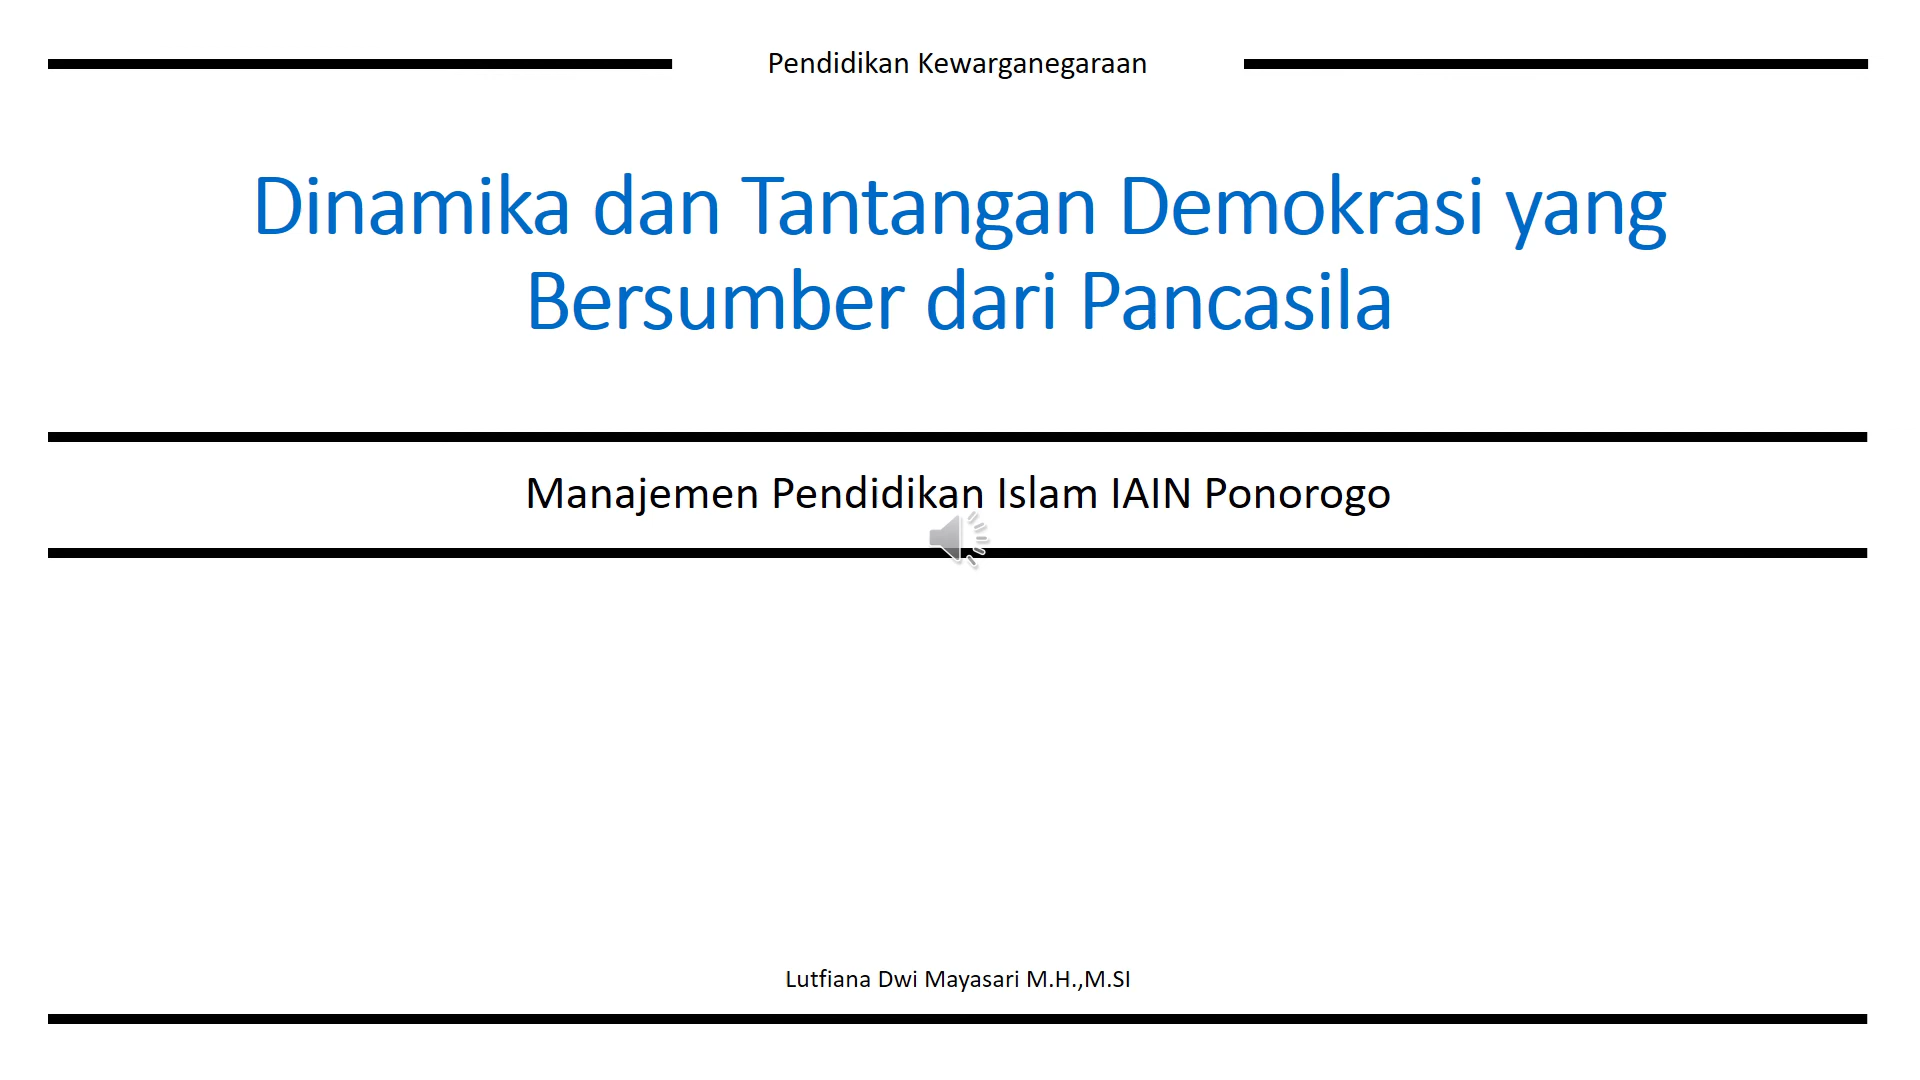 Pendidikan Kewarganegaraan
Dinamika dan Tantangan Demokrasi yang
Bersumber dari Pancasila
Manajemen Pendidikan Islam IAIN Ponorogo
Lutfiana Dwi Mayasari M.H.,M.SI